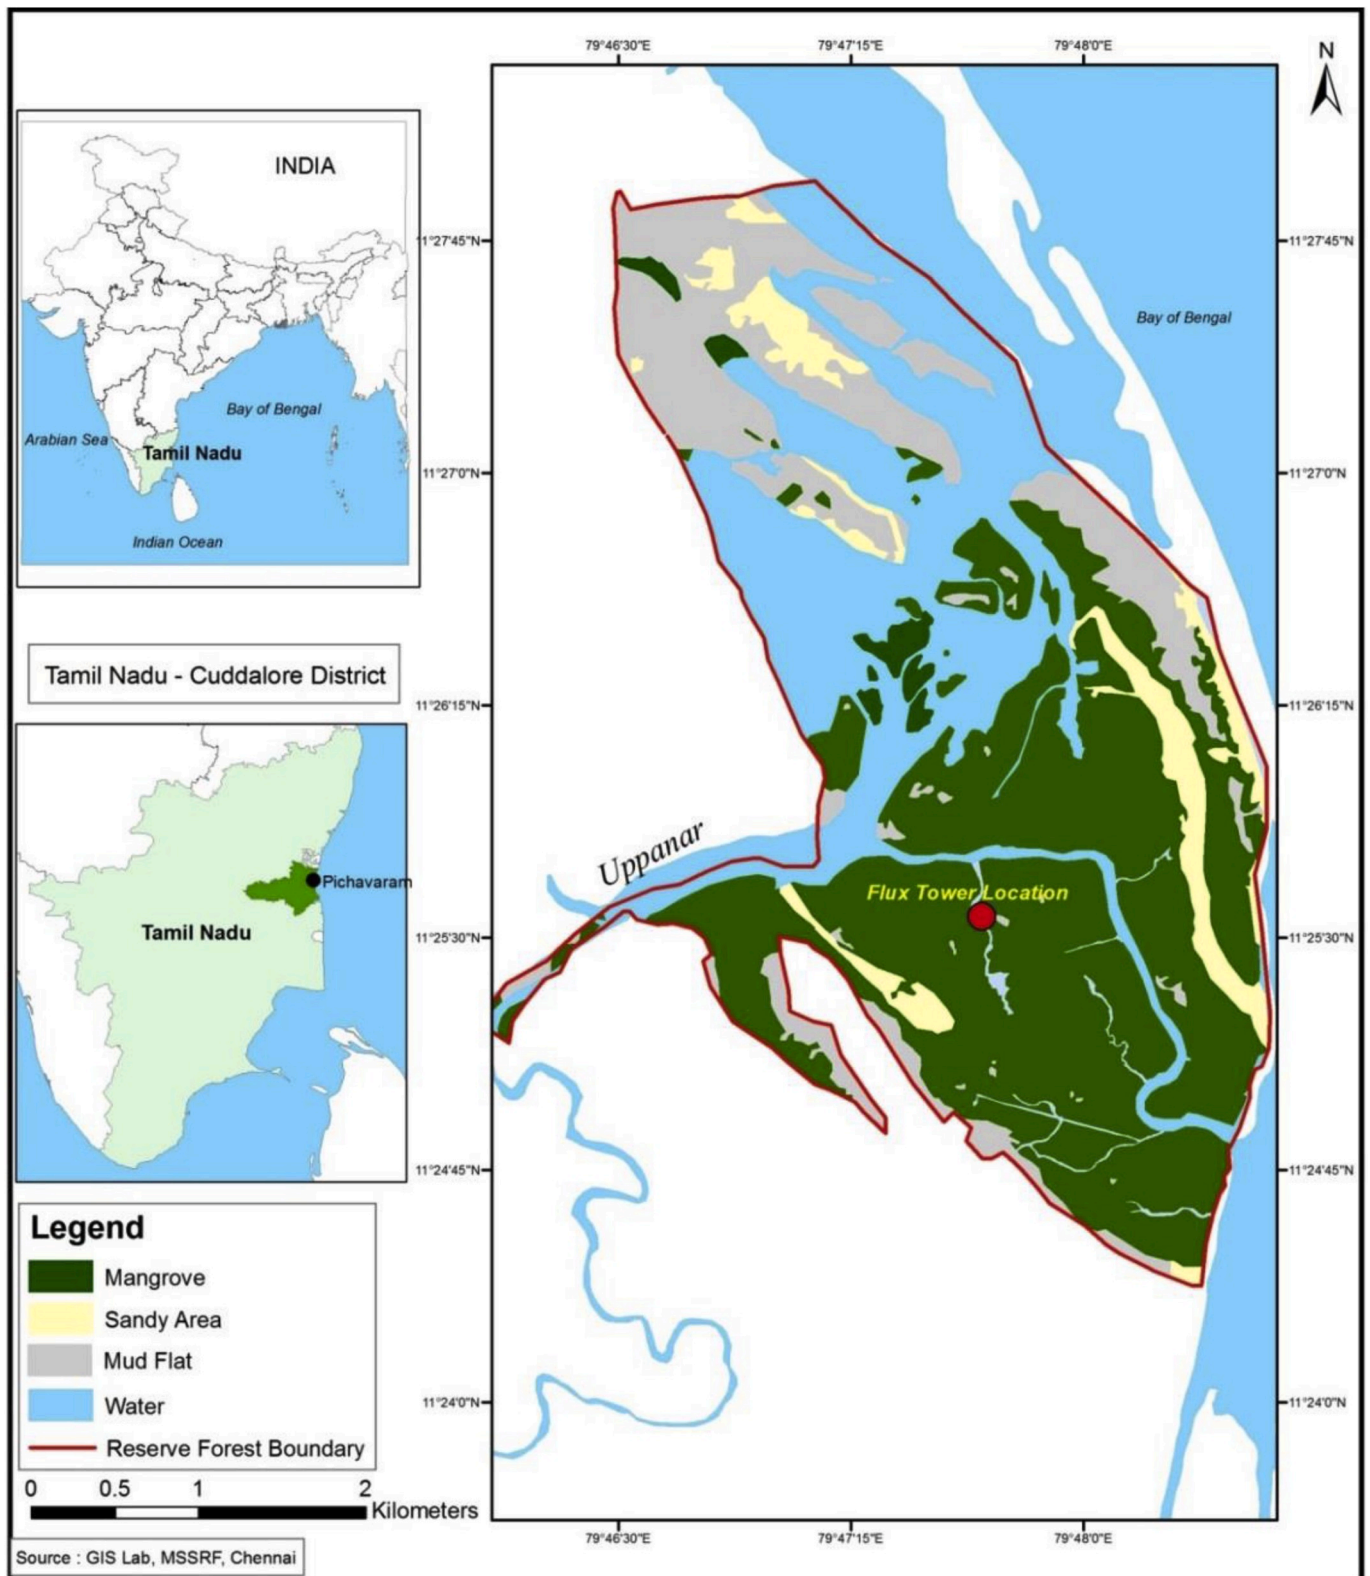 79°46'30"E 79°47'15"E 79°48'0"E
N
INDIA
Arabian Sea
Bay of Bengal
Tamil Nadu
Indian Ocean
Tamil Nadu - Cuddalore District
Pichavaram
Tamil Nadu
Legend
Mangrove
Sandy Area
Mud Flat
Water
Reserve Forest Boundary
0 0.5 1 2
Kilometers
Source : GIS Lab, MSSRF, Chennai
11°27'45"N 11°27'45"N
Bay of Bengal
11°27'0"N 11°27'0"N
11°26'15"N 11°26'15"N
Uppanar
Flux Tower Location
11°25'30"N 11°25'30"N
11°24'45"N 11°24'45"N
11°24'0"N 11°24'0"N
79°46'30"E 79°47'15"E 79°48'0"E